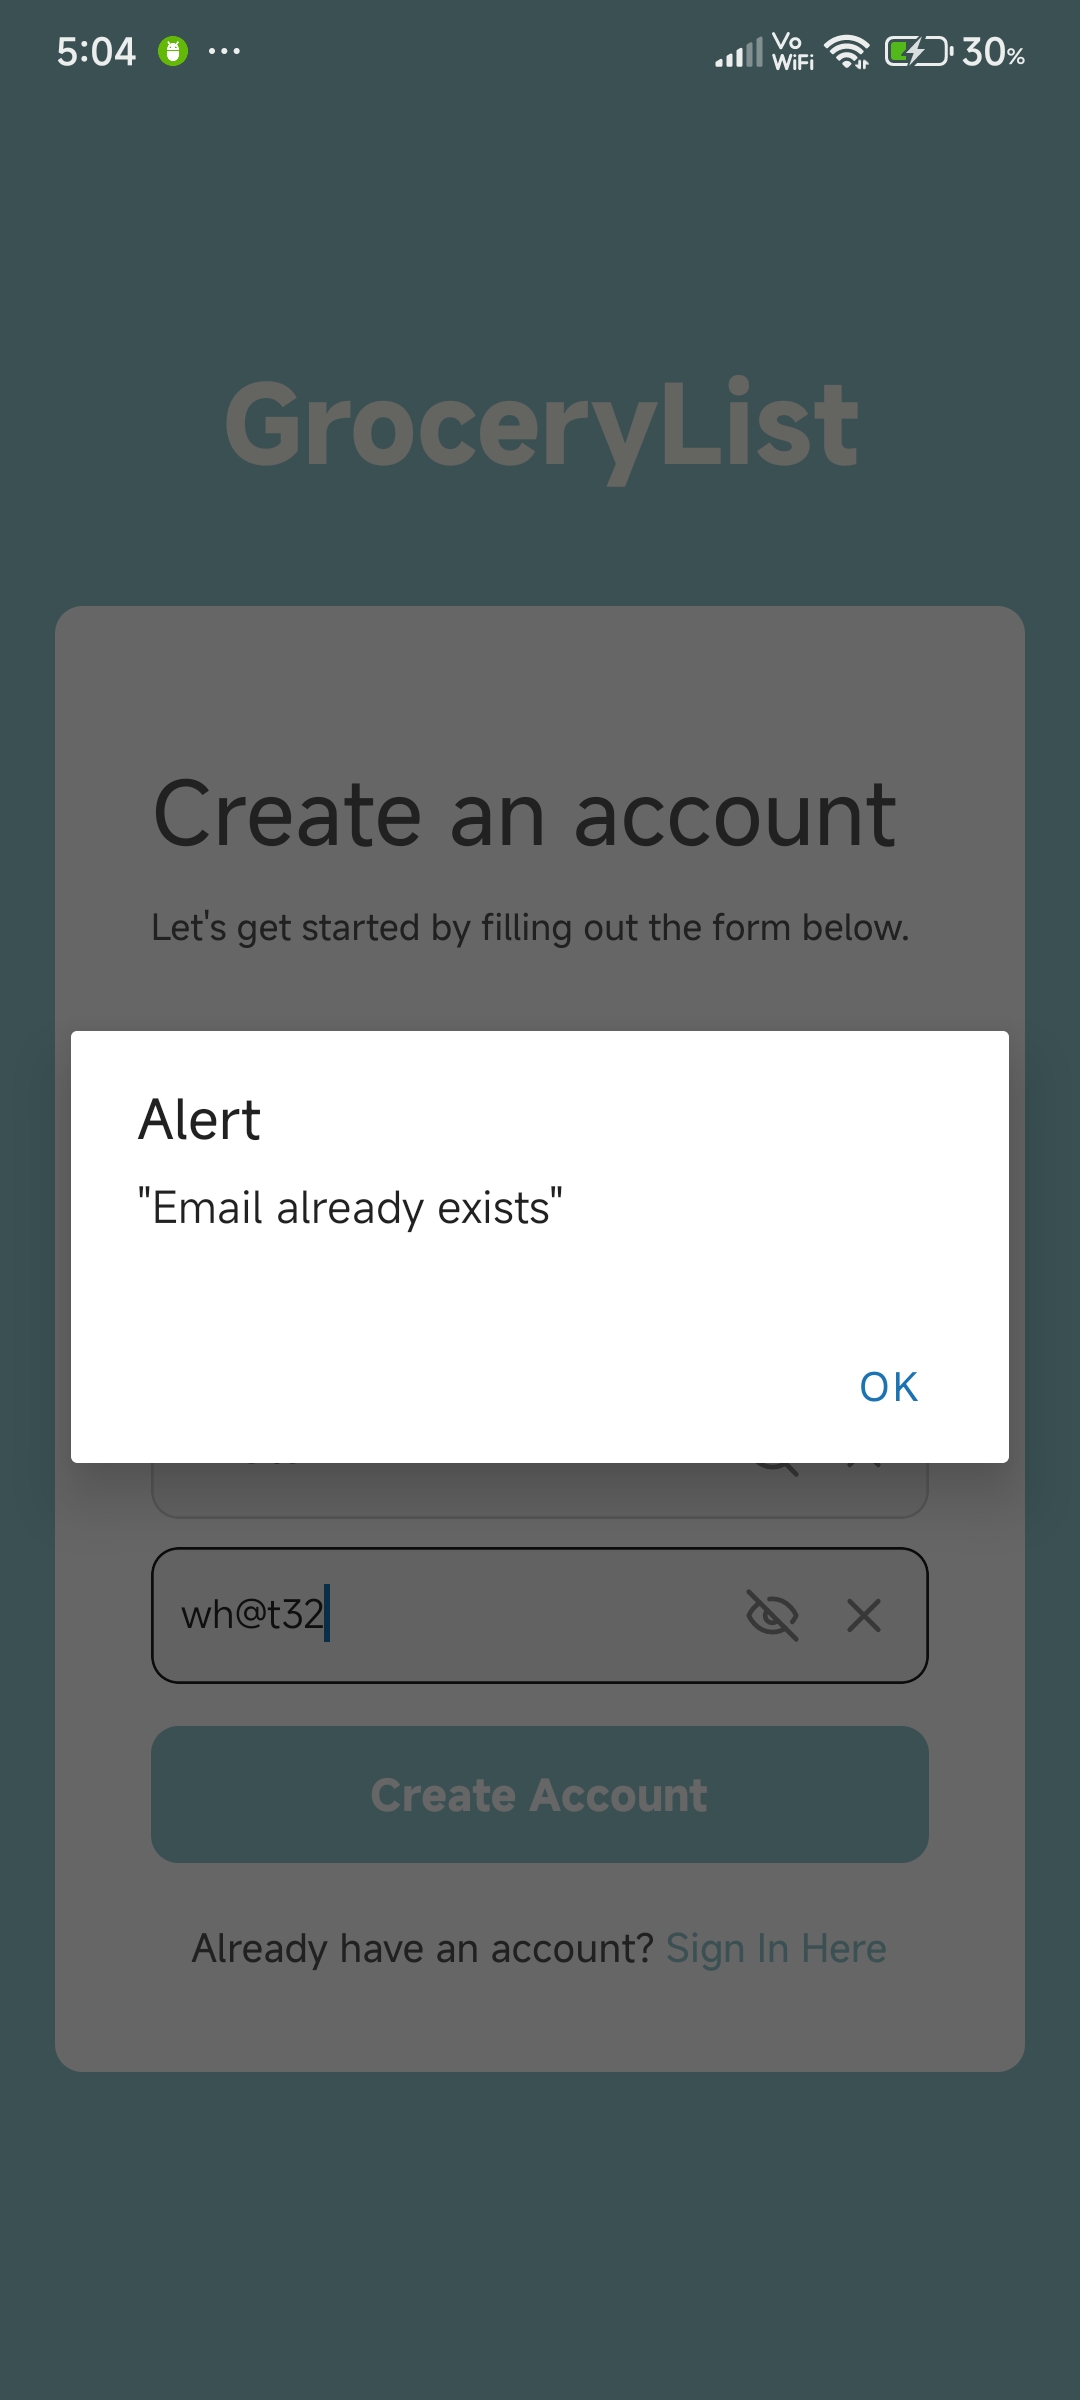 5:04 ... Vo WiFi 30%
GroceryList
Create an account
Let's get started by filling out the form below.
Alert
"Email already exists"
OK
wh@t32
Create Account
Already have an account? Sign In Here